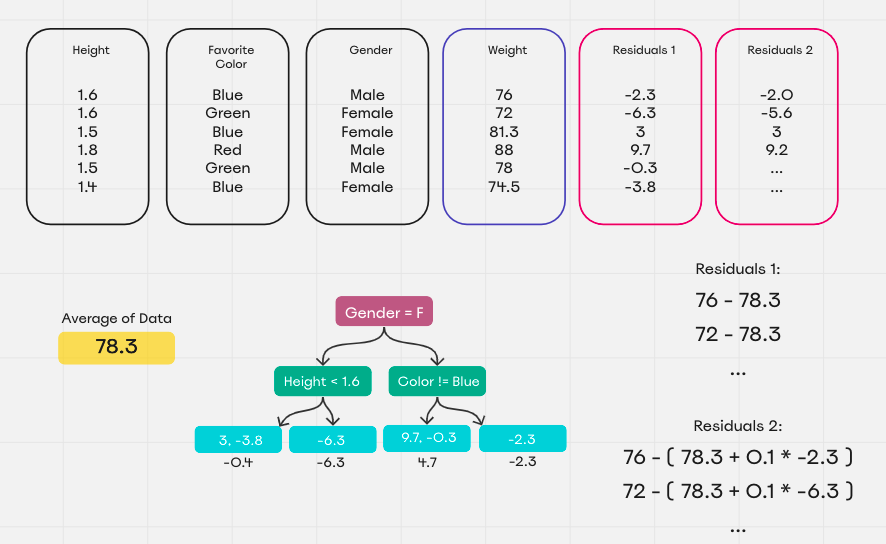 Height Favorite Color Gender Weight Residuals 1 Residuals 2
1.6 Blue Male 76 -2.3 -2.0
1.6 Green Female 72 -6.3 -5.6
1.5 Blue Female 81.3 3 3
1.8 Red Male 88 9.7 9.2
1.5 Green Male 78 -0.3 ...
1.4 Blue Female 74.5 -3.8 ...
Average of Data
78.3
Gender = F
Height < 1.6 Color != Blue
3, -3.8 -6.3 9.7, -0.3 -2.3
-0.4 -6.3 4.7 -2.3
Residuals 1:
76 - 78.3
72 - 78.3
...
Residuals 2:
76 - ( 78.3 + 0.1 * -2.3 )
72 - ( 78.3 + 0.1 * -6.3 )
...